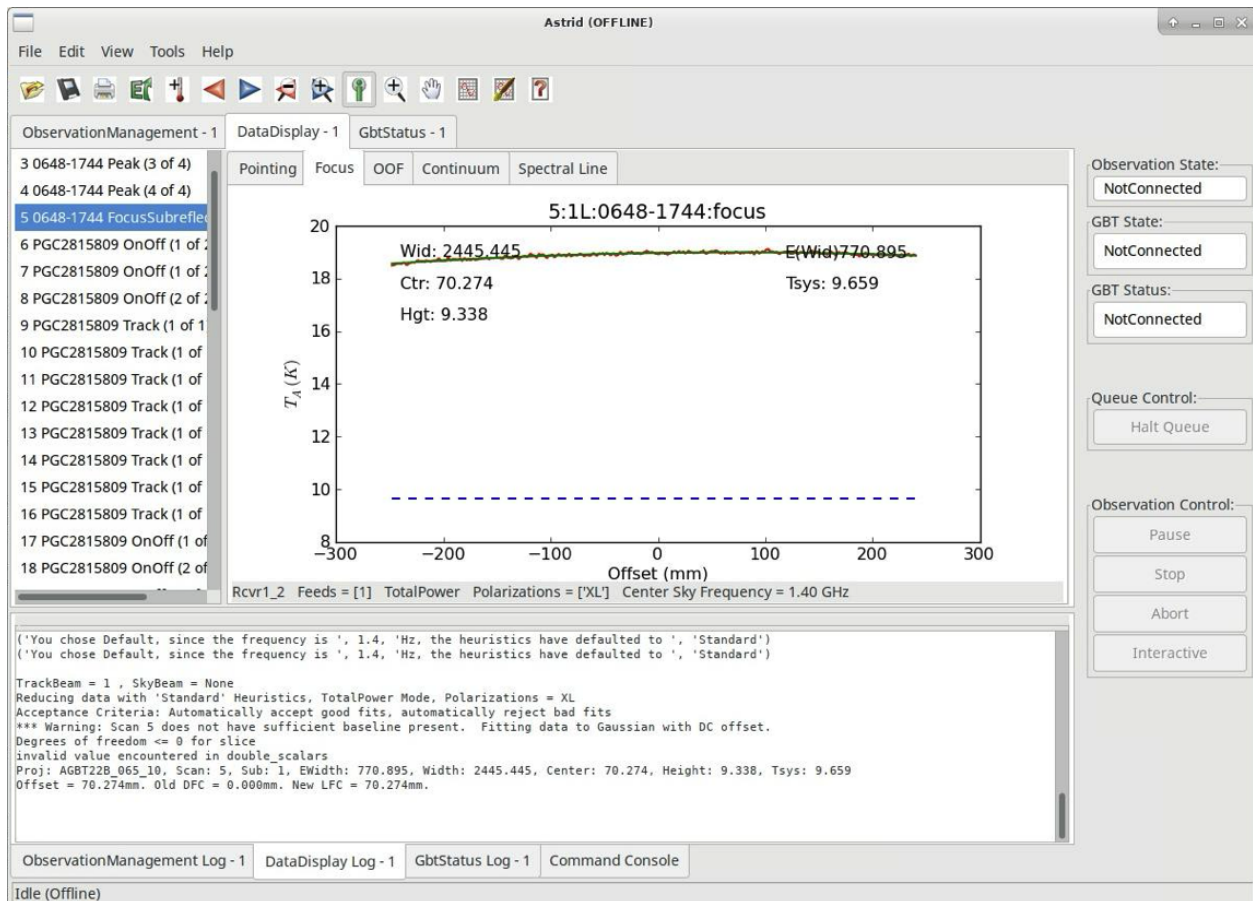 Astrid (OFFLINE)
File Edit View Tools Help
ObservationManagement - 1 DataDisplay - 1 GbtStatus - 1
3 0648-1744 Peak (3 of 4)
4 0648-1744 Peak (4 of 4)
5 0648-1744 FocusSubreflec
6 PGC2815809 OnOff (1 of 2
7 PGC2815809 OnOff (1 of 2
8 PGC2815809 OnOff (2 of 2
9 PGC2815809 Track (1 of 1
10 PGC2815809 Track (1 of
11 PGC2815809 Track (1 of
12 PGC2815809 Track (1 of
13 PGC2815809 Track (1 of
14 PGC2815809 Track (1 of
15 PGC2815809 Track (1 of
16 PGC2815809 Track (1 of
17 PGC2815809 OnOff (1 of
18 PGC2815809 OnOff (2 of
Pointing Focus OOF Continuum Spectral Line
5:1L:0648-1744:focus
20
18
16
14
12
10
8
T_A (K)
Wid: 2445.445
Ctr: 70.274
Hgt: 9.338
E(Wid)770.895
Tsys: 9.659
−300 −200 −100 0 100 200 300
Offset (mm)
Rcvr1_2 Feeds = [1] TotalPower Polarizations = ['XL'] Center Sky Frequency = 1.40 GHz
Observation State:
NotConnected
GBT State:
NotConnected
GBT Status:
NotConnected
Queue Control:
Halt Queue
Observation Control:
Pause
Stop
Abort
Interactive
('You chose Default, since the frequency is ', 1.4, 'Hz, the heuristics have defaulted to ', 'Standard')
('You chose Default, since the frequency is ', 1.4, 'Hz, the heuristics have defaulted to ', 'Standard')
TrackBeam = 1 , SkyBeam = None
Reducing data with 'Standard' Heuristics, TotalPower Mode, Polarizations = XL
Acceptance Criteria: Automatically accept good fits, automatically reject bad fits
*** Warning: Scan 5 does not have sufficient baseline present.  Fitting data to Gaussian with DC offset.
Degrees of freedom <= 0 for slice
invalid value encountered in double_scalars
Proj: AGBT22B_065_10, Scan: 5, Sub: 1, EWidth: 770.895, Width: 2445.445, Center: 70.274, Height: 9.338, Tsys: 9.659
Offset = 70.274mm. Old DFC = 0.000mm. New LFC = 70.274mm.
ObservationManagement Log - 1 DataDisplay Log - 1 GbtStatus Log - 1 Command Console
Idle (Offline)